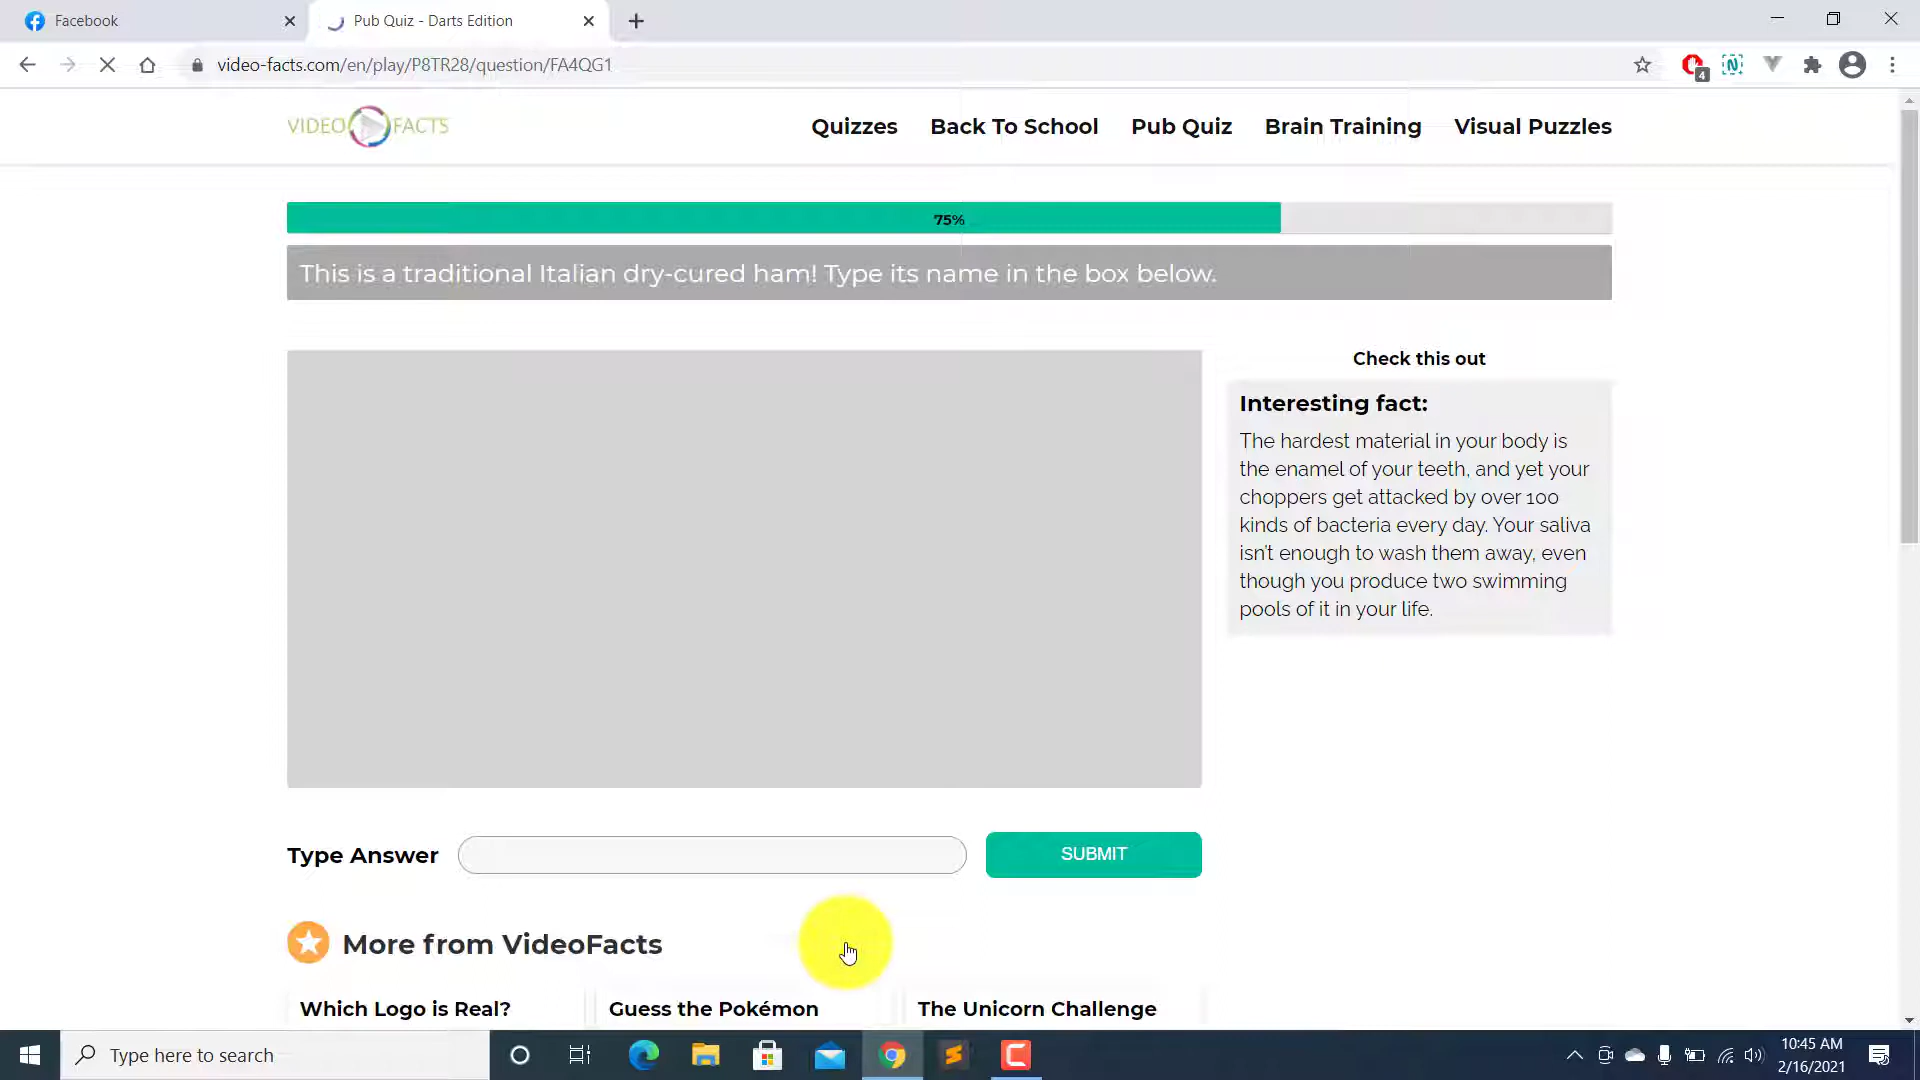 Facebook
Pub Quiz - Darts Edition
video-facts.com/en/play/P8TR28/question/FA4QG1
4
VIDEO FACTS
Quizzes
Back To School
Pub Quiz
Brain Training
Visual Puzzles
75%
This is a traditional Italian dry-cured ham! Type its name in the box below.
Check this out
Interesting fact:
The hardest material in your body is
the enamel of your teeth, and yet your
choppers get attacked by over 100
kinds of bacteria every day. Your saliva
isn't enough to wash them away, even
though you produce two swimming
pools of it in your life.
Type Answer
SUBMIT
More from VideoFacts
Which Logo is Real?
Guess the Pokémon
The Unicorn Challenge
Type here to search
10:45 AM
2/16/2021